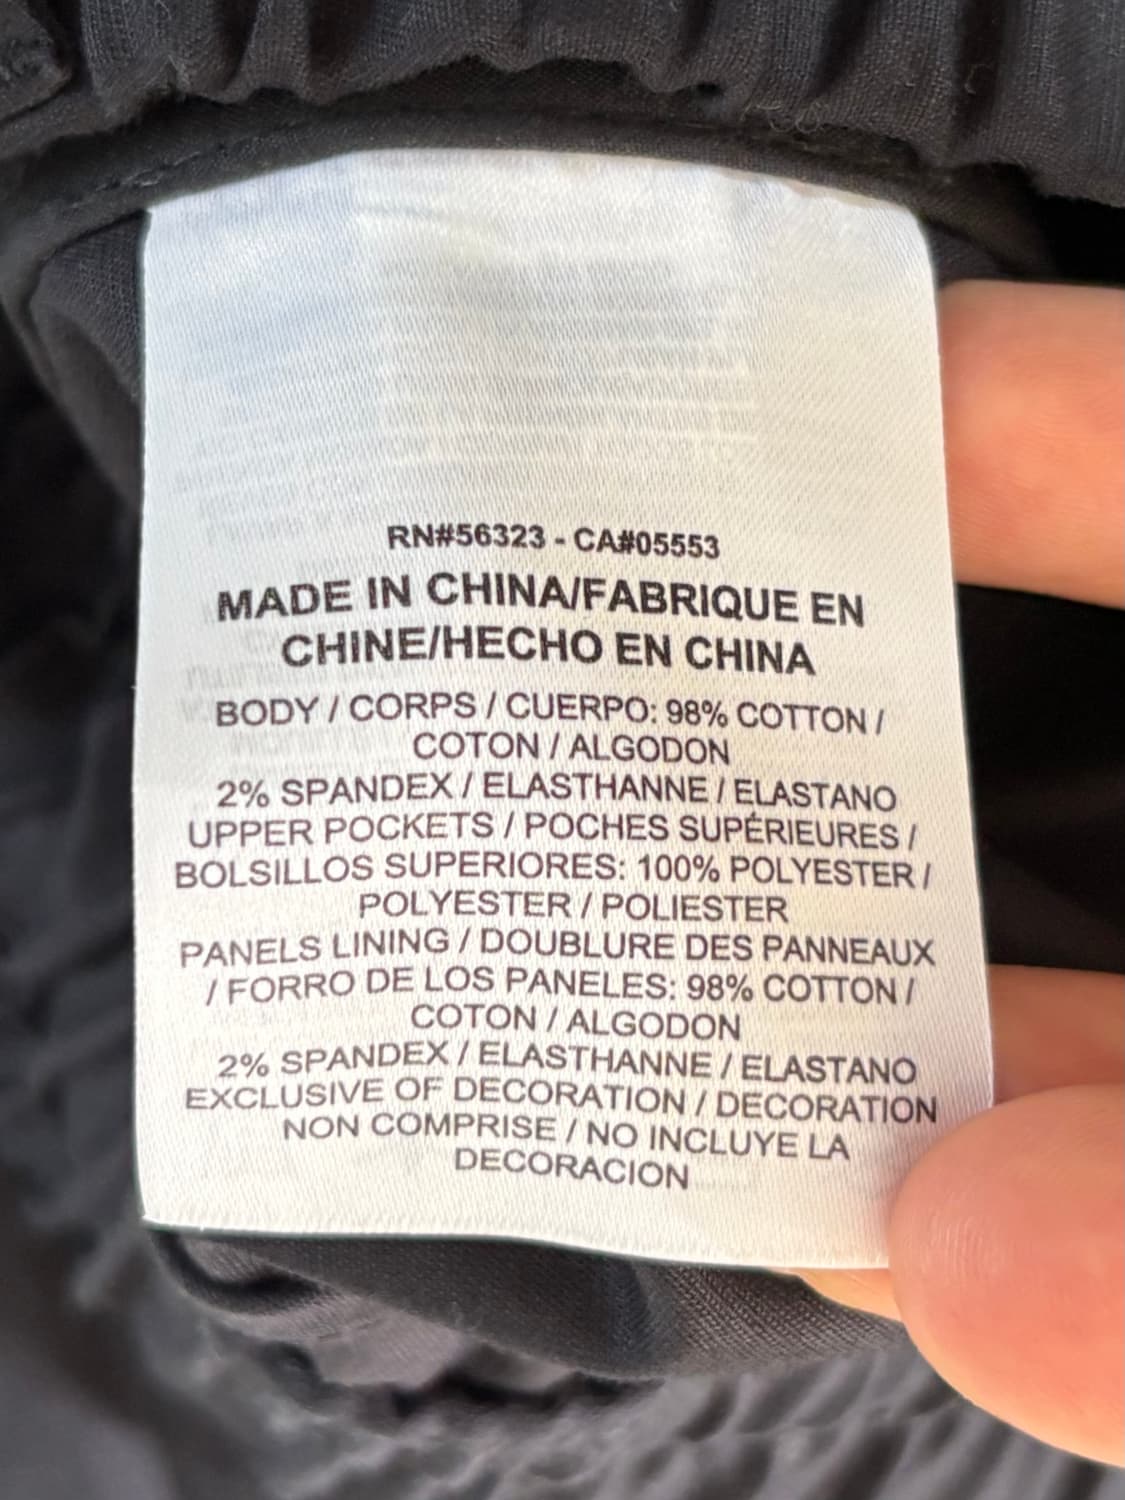 RN#56323 - CA#05553
MADE IN CHINA/FABRIQUE EN
CHINE/HECHO EN CHINA
BODY / CORPS / CUERPO: 98% COTTON /
COTON / ALGODON
2% SPANDEX / ELASTHANNE / ELASTANO
UPPER POCKETS / POCHES SUPÉRIEURES /
BOLSILLOS SUPERIORES: 100% POLYESTER /
POLYESTER / POLIESTER
PANELS LINING / DOUBLURE DES PANNEAUX
/ FORRO DE LOS PANELES: 98% COTTON /
COTON / ALGODON
2% SPANDEX / ELASTHANNE / ELASTANO
EXCLUSIVE OF DECORATION / DECORATION
NON COMPRISE / NO INCLUYE LA
DECORACION